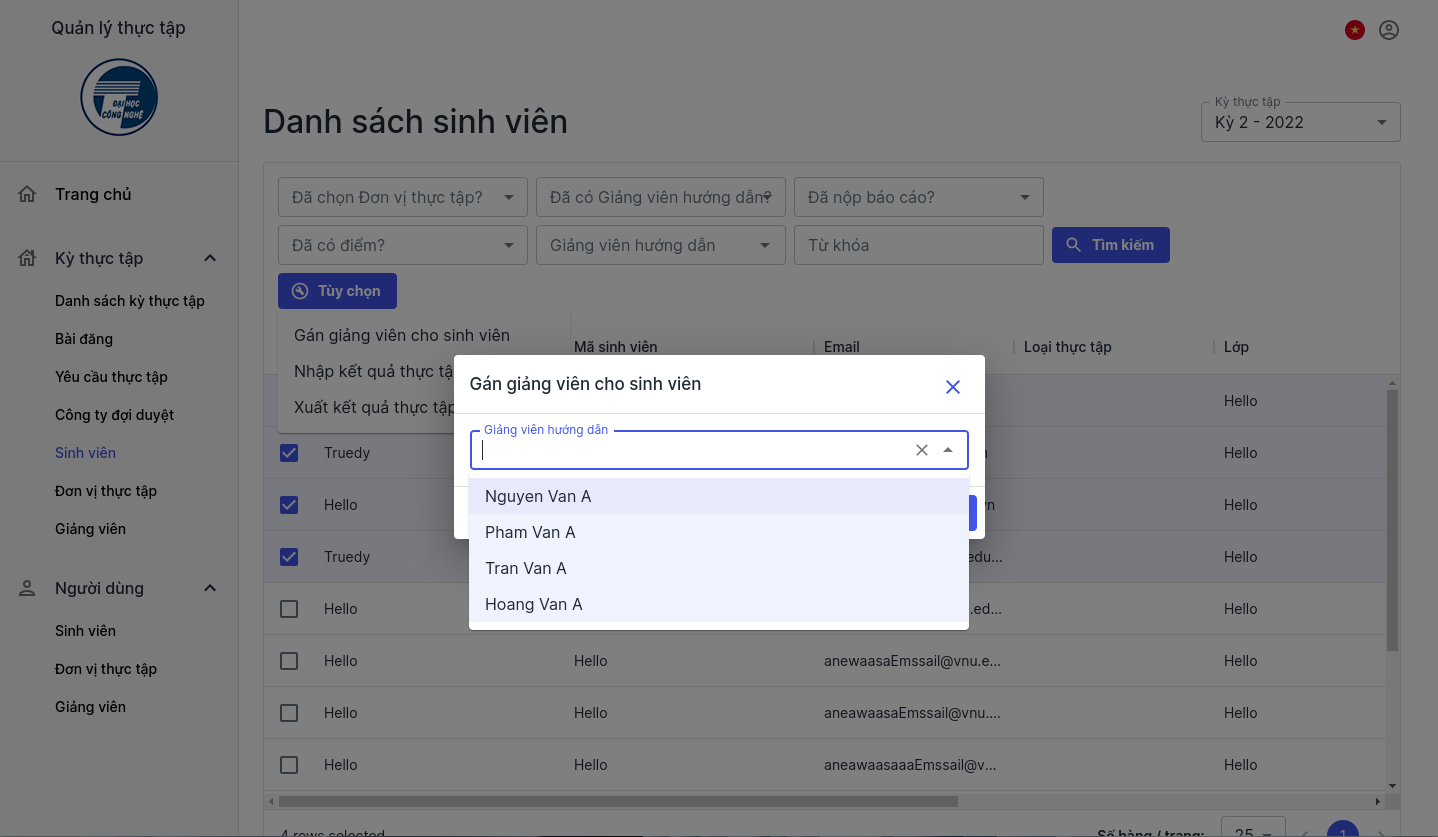 Quản lý thực tập
ĐẠI HỌC
CÔNG NGHỆ
Trang chủ
Kỳ thực tập
Danh sách kỳ thực tập
Bài đăng
Yêu cầu thực tập
Công ty đợi duyệt
Sinh viên
Đơn vị thực tập
Giảng viên
Người dùng
Sinh viên
Đơn vị thực tập
Giảng viên
Danh sách sinh viên
Kỳ thực tập
Kỳ 2 - 2022
Đã chọn Đơn vị thực tập?
Đã có Giảng viên hướng dẫn?
Đã nộp báo cáo?
Đã có điểm?
Giảng viên hướng dẫn
Từ khóa
Tìm kiếm
Tùy chọn
Gán giảng viên cho sinh viên
Nhập kết quả thực tậ
Xuất kết quả thực tập
Mã sinh viên
Email
Loại thực tập
Lớp
Gán giảng viên cho sinh viên
Giảng viên hướng dẫn
Nguyen Van A
Pham Van A
Tran Van A
Hoang Van A
Hello
Truedy
Hello
Hello
vn
Hello
Truedy
edu...
Hello
Hello
.ed...
Hello
Hello
Hello
anewaasaEmssail@vnu.e...
Hello
Hello
Hello
aneawaasaEmssail@vnu....
Hello
Hello
Hello
aneawaasaaaEmssail@v...
Hello
4 rows selected
Số hàng / trang:
25
1